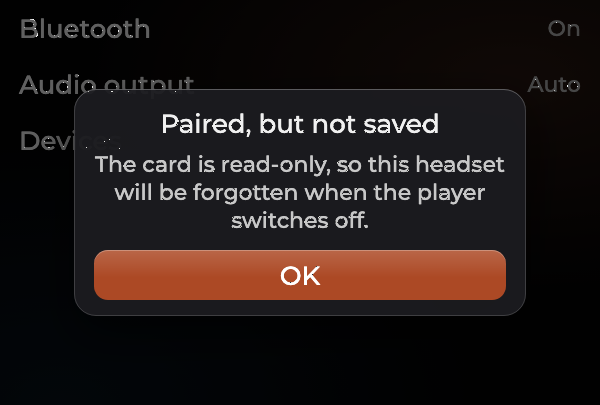 Bluetooth On
Audio output Auto
Devices
Paired, but not saved
The card is read-only, so this headset
will be forgotten when the player
switches off.
OK